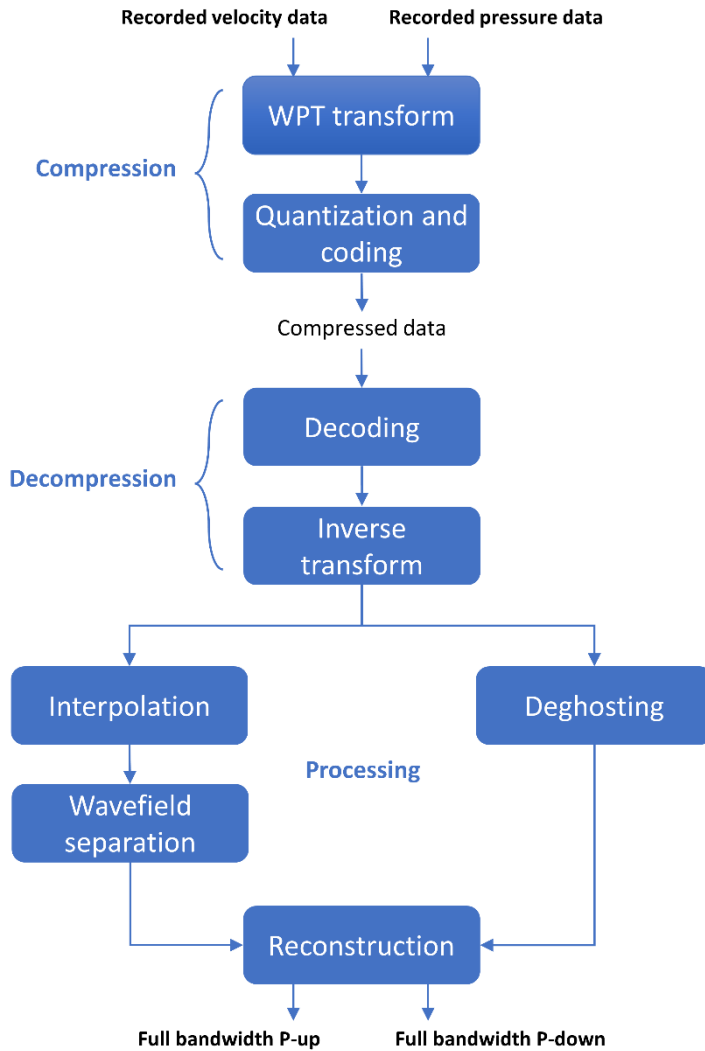 Recorded velocity data
Recorded pressure data
WPT transform
Compression
Quantization and
coding
Compressed data
Decoding
Decompression
Inverse
transform
Interpolation
Deghosting
Processing
Wavefield
separation
Reconstruction
Full bandwidth P-up
Full bandwidth P-down